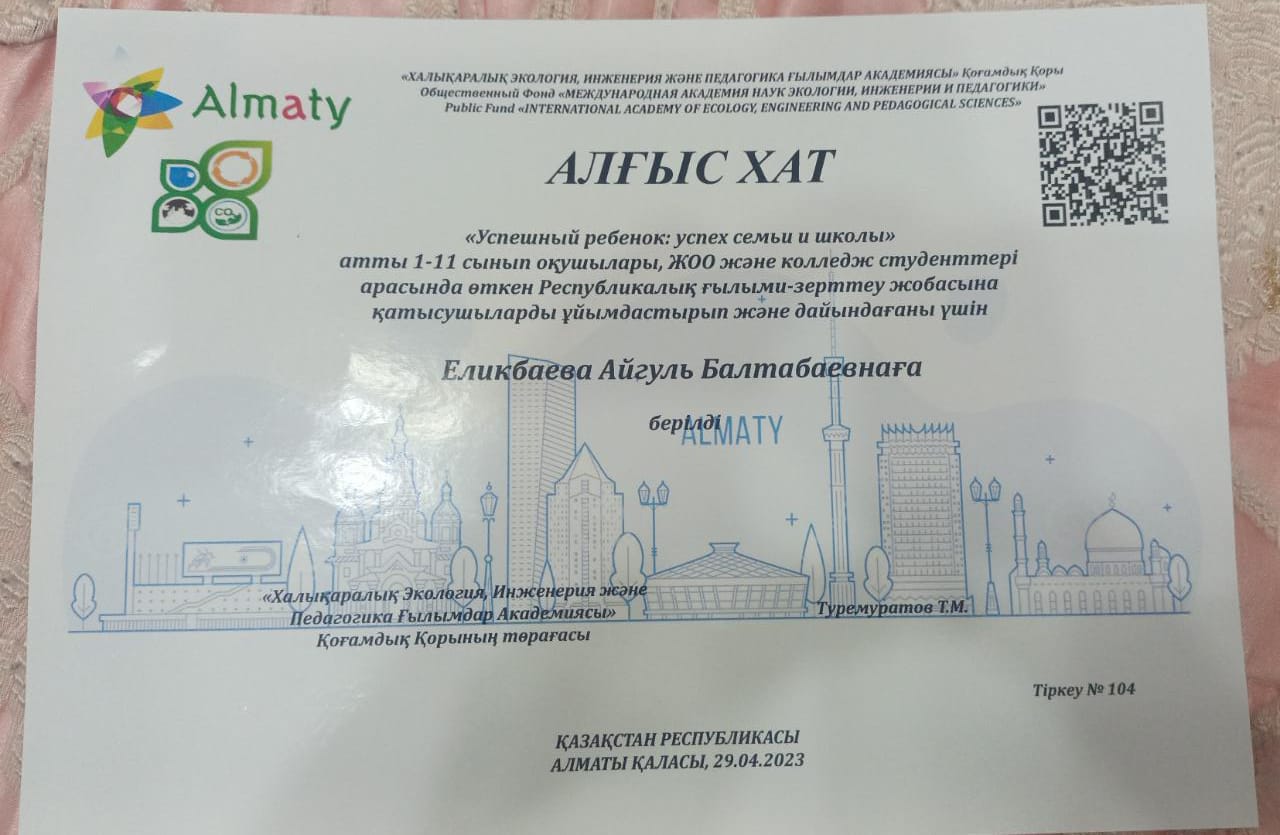 Almaty
«ХАЛЫҚАРАЛЫҚ ЭКОЛОГИЯ, ИНЖЕНЕРИЯ ЖӘНЕ ПЕДАГОГИКА ҒЫЛЫМДАР АКАДЕМИЯСЫ» Қоғамдық Қоры
Общественный Фонд «МЕЖДУНАРОДНАЯ АКАДЕМИЯ НАУК ЭКОЛОГИИ, ИНЖЕНЕРИИ И ПЕДАГОГИКИ»
Public Fund «INTERNATIONAL ACADEMY OF ECOLOGY, ENGINEERING AND PEDAGOGICAL SCIENCES»
CO2
АЛҒЫС ХАТ
«Успешный ребенок: успех семьи и школы»
атты 1-11 сынып оқушылары, ЖОО және колледж студенттері
арасында өткен Республикалық ғылыми-зерттеу жобасына
қатысушыларды ұйымдастырып және дайындағаны үшін
Еликбаева Айгуль Балтабаевнаға
берілді
ALMATY
«Халықаралық Экология, Инженерия және
Педагогика Ғылымдар Академиясы»
Қоғамдық Қорының төрағасы
Туремуратов Т.М.
Тіркеу № 104
ҚАЗАҚСТАН РЕСПУБЛИКАСЫ
АЛМАТЫ ҚАЛАСЫ, 29.04.2023